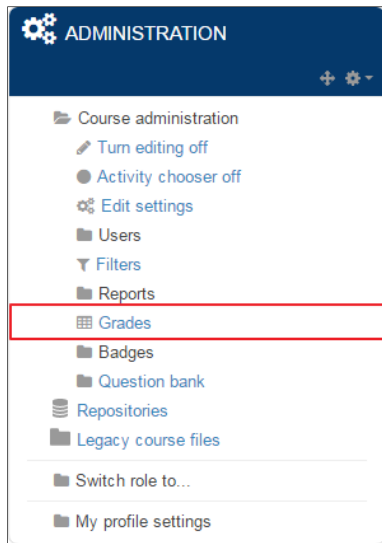 ADMINISTRATION
Course administration
Turn editing off
Activity chooser off
Edit settings
Users
Filters
Reports
Grades
Badges
Question bank
Repositories
Legacy course files
Switch role to...
My profile settings